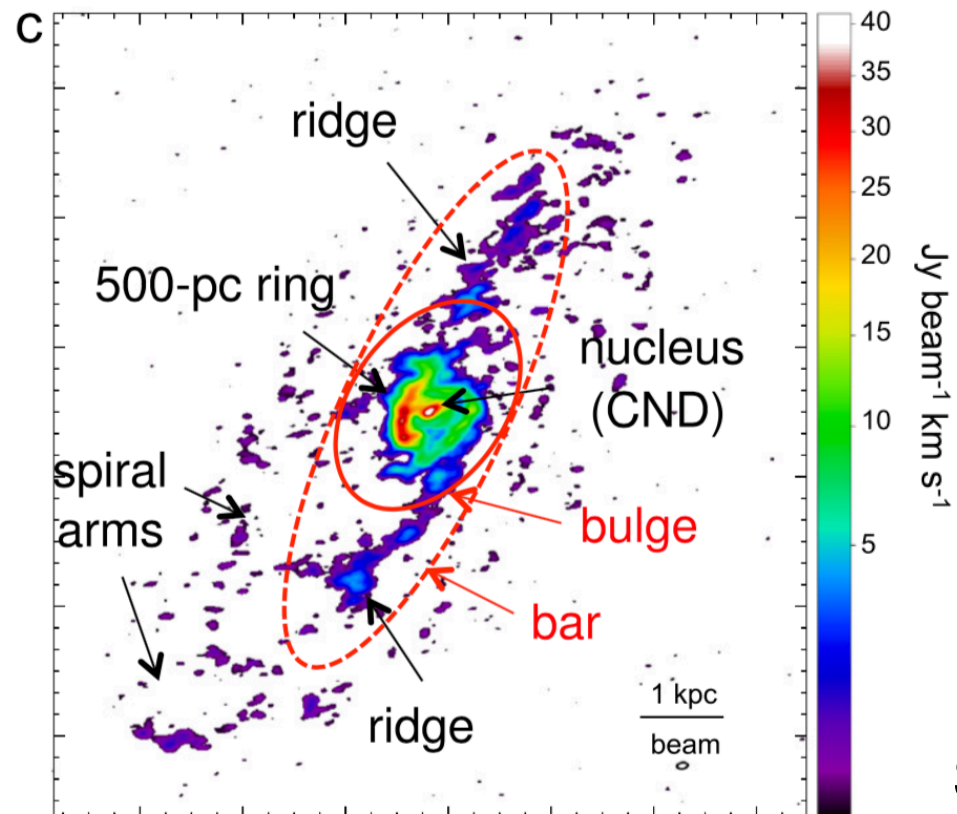 C
ridge
500-pc ring
nucleus
(CND)
spiral
arms
bulge
bar
ridge
1 kpc
beam
40
35
30
25
20
15
10
5
Jy beam⁻¹ km s⁻¹